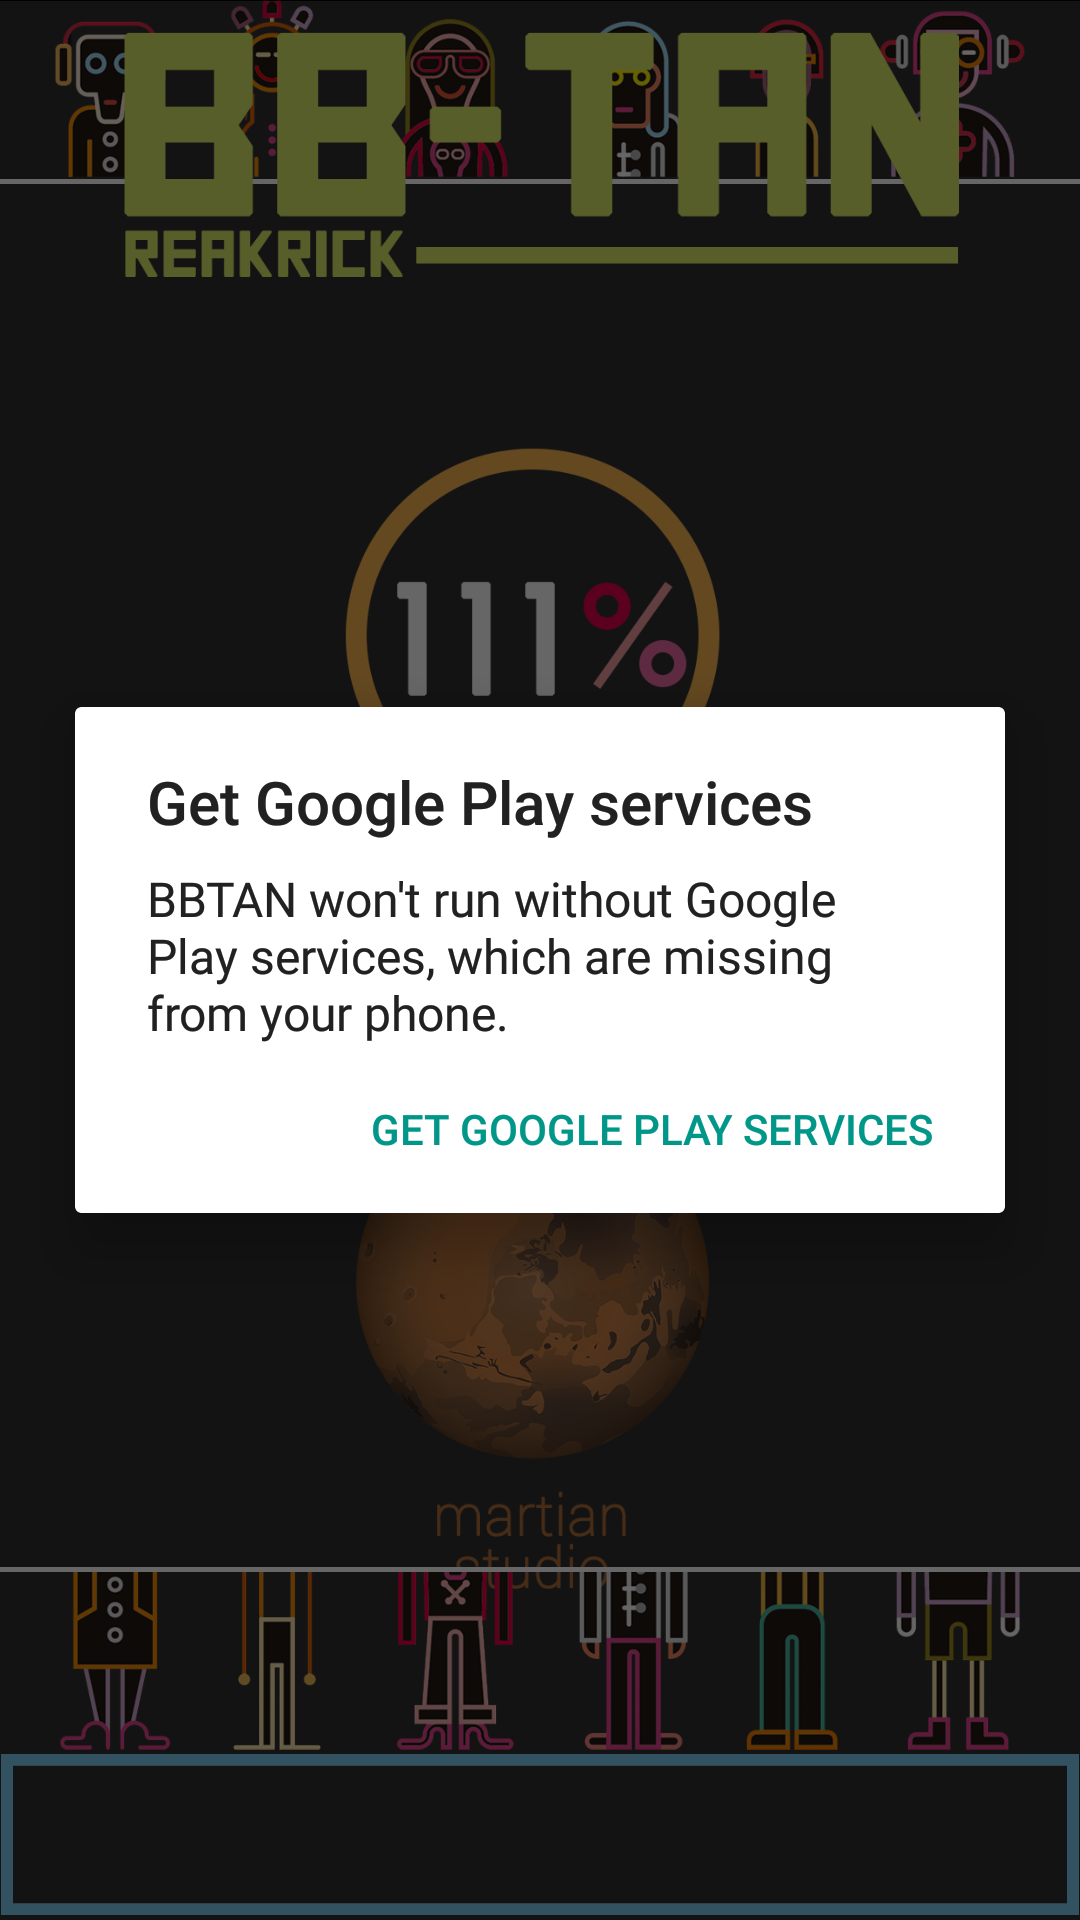 BB-TAN
REAKRICK
111%
Get Google Play services
BBTAN won't run without Google
Play services, which are missing
from your phone.
GET GOOGLE PLAY SERVICES
martian
studio